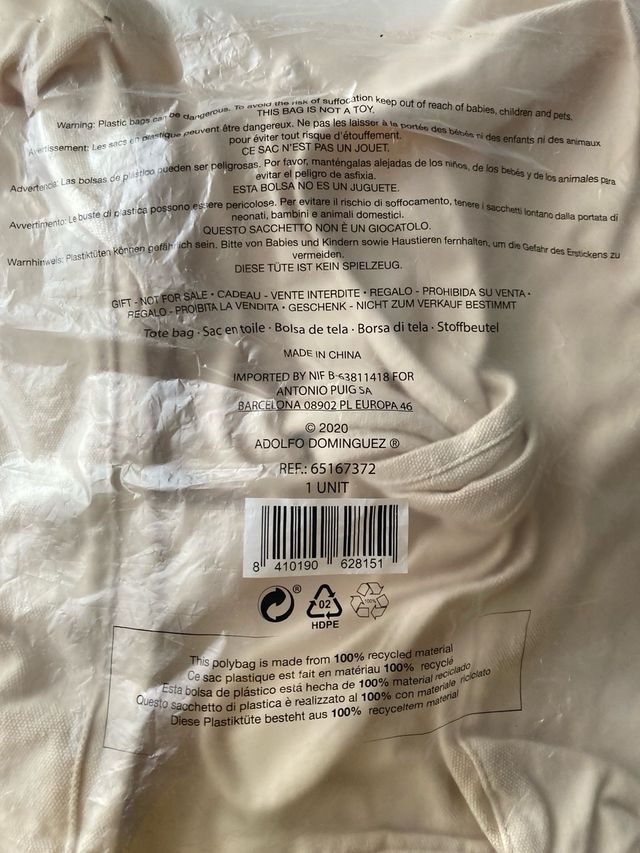 Warning: Plastic bags can be dangerous. To avoid the risk of suffocation keep out of reach of babies, children and pets.
THIS BAG IS NOT A TOY.
Avertissement: Les sacs en plastique peuvent être dangereux. Ne pas les laisser à la portée des bébés ni des enfants ni des animaux
pour éviter tout risque d'étouffement.
CE SAC N'EST PAS UN JOUET.
Advertencia: Las bolsas de plástico pueden ser peligrosas. Por favor, manténgalas alejadas de los niños, de los bebés y de los animales para
evitar el peligro de asfixia.
ESTA BOLSA NO ES UN JUGUETE.
Avvertimento: Le buste di plastica possono essere pericolose. Per evitare il rischio di soffocamento, tenere i sacchetti lontano dalla portata di
neonati, bambini e animali domestici.
QUESTO SACCHETTO NON È UN GIOCATOLO.
Warnhinweis: Plastiktüten können gefährlich sein. Bitte von Babies und Kindern sowie Haustieren fernhalten, um die Gefahr des Erstickens zu
vermeiden.
DIESE TÜTE IST KEIN SPIELZEUG.
GIFT - NOT FOR SALE • CADEAU - VENTE INTERDITE • REGALO - PROHIBIDA SU VENTA •
REGALO - PROIBITA LA VENDITA • GESCHENK - NICHT ZUM VERKAUF BESTIMMT
Tote bag · Sac en toile · Bolsa de tela · Borsa di tela · Stoffbeutel
MADE IN CHINA
IMPORTED BY NIF B-63811418 FOR
ANTONIO PUIG SA
BARCELONA 08902 PL EUROPA 46
© 2020
ADOLFO DOMINGUEZ ®
REF.: 65167372
1 UNIT
8 410190 628151
®
02
100%
HDPE
This polybag is made from 100% recycled material
Ce sac plastique est fait en matériau 100% recyclé
Esta bolsa de plástico está hecha de 100% material reciclado
Questo sacchetto di plastica è realizzato al 100% con materiale riciclato
Diese Plastiktüte besteht aus 100% recyceltem material